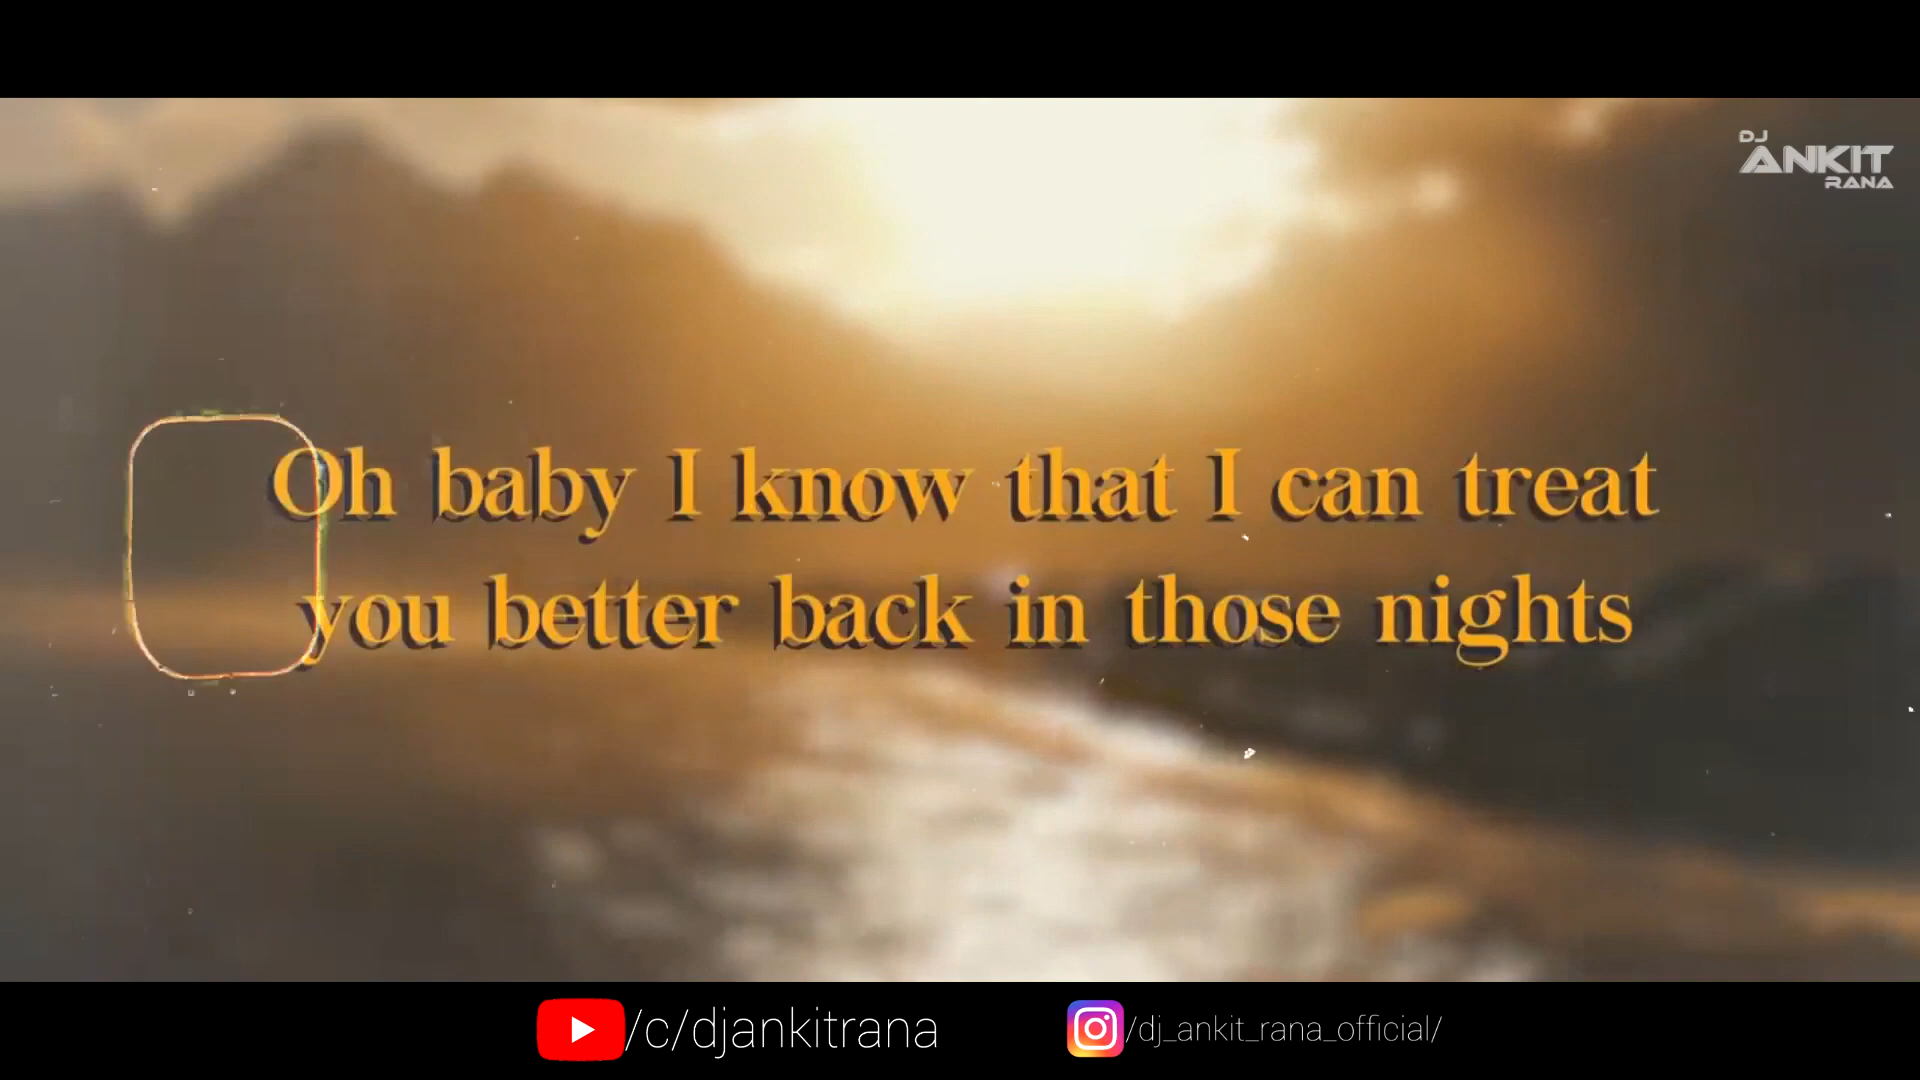 DJ
ANKIT
RANA
Oh baby I know that I can treat
you better back in those nights
/c/djankitrana
/dj_ankit_rana_official/